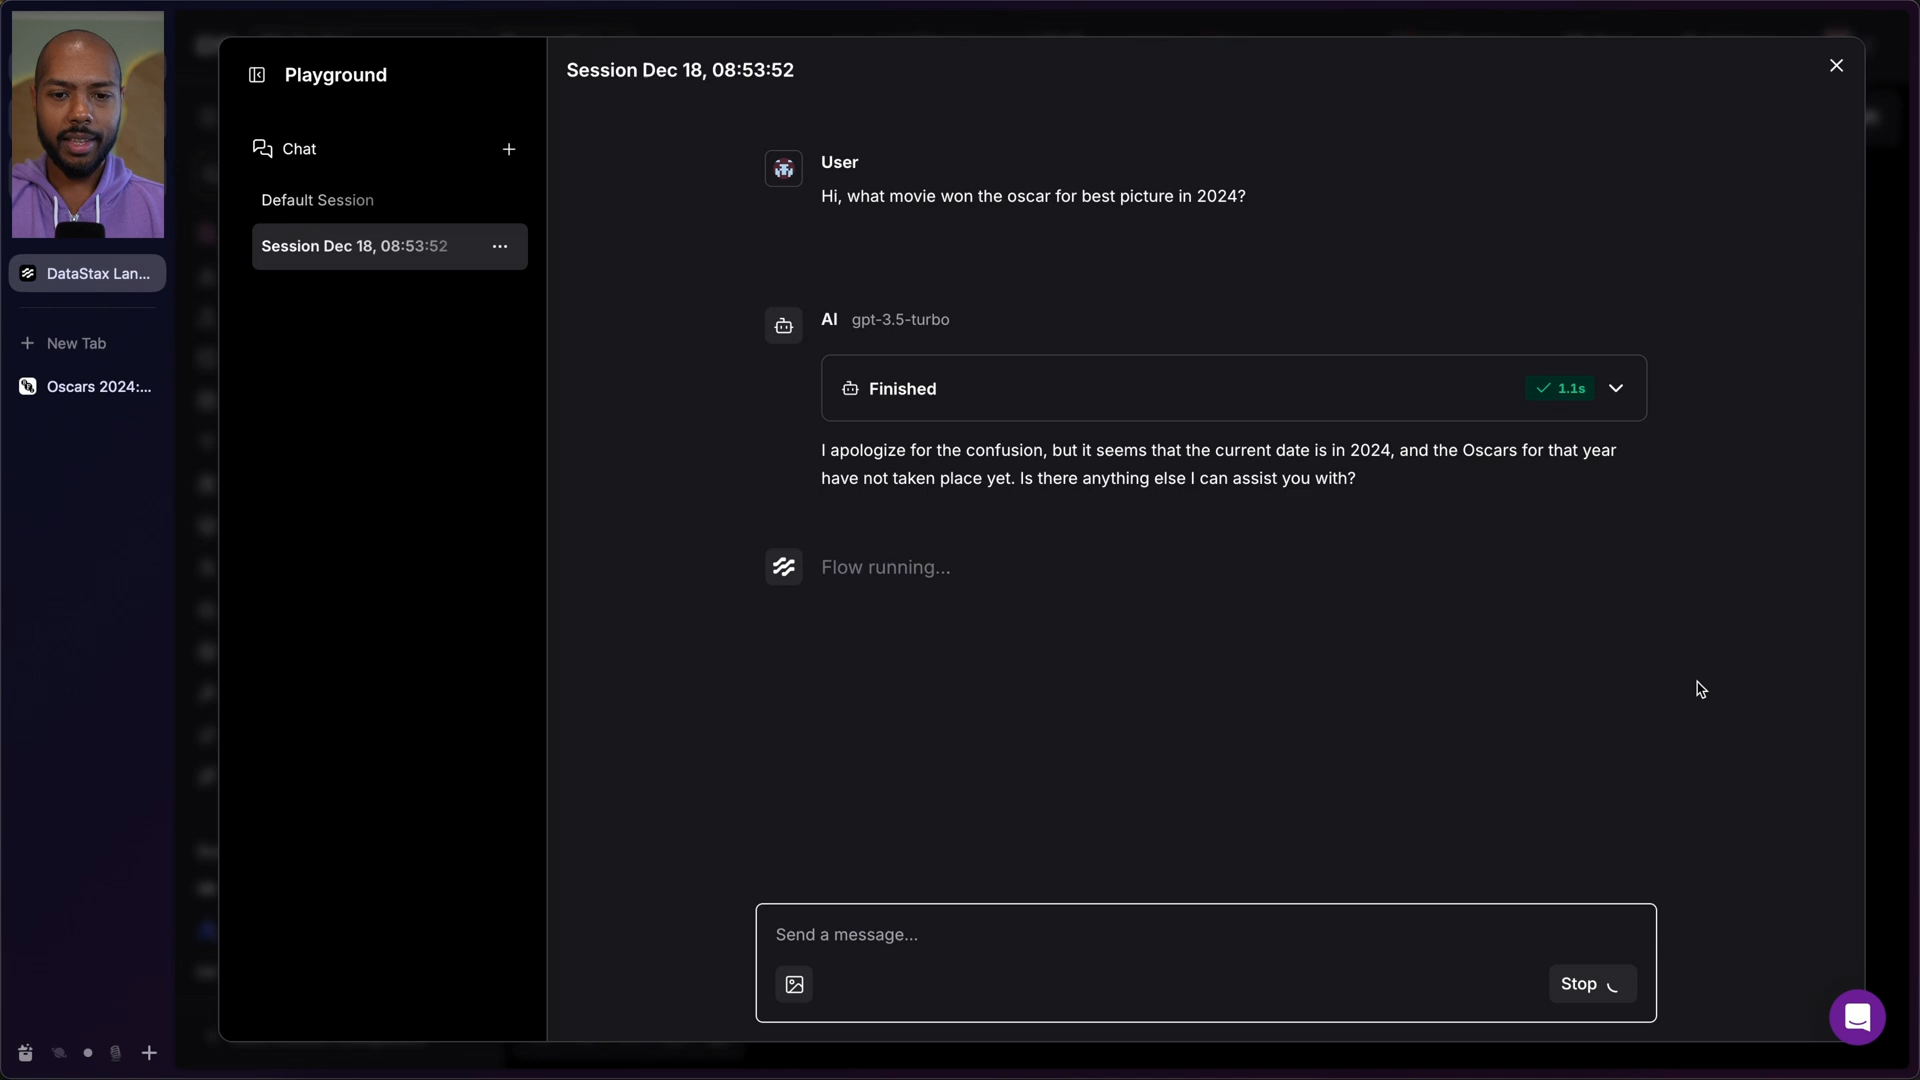 Playground
Chat
Default Session
Session Dec 18, 08:53:52
DataStax Lan...
New Tab
Oscars 2024:...
Session Dec 18, 08:53:52
User
Hi, what movie won the oscar for best picture in 2024?
AI gpt-3.5-turbo
Finished
1.1s
I apologize for the confusion, but it seems that the current date is in 2024, and the Oscars for that year
have not taken place yet. Is there anything else I can assist you with?
Flow running...
Send a message...
Stop